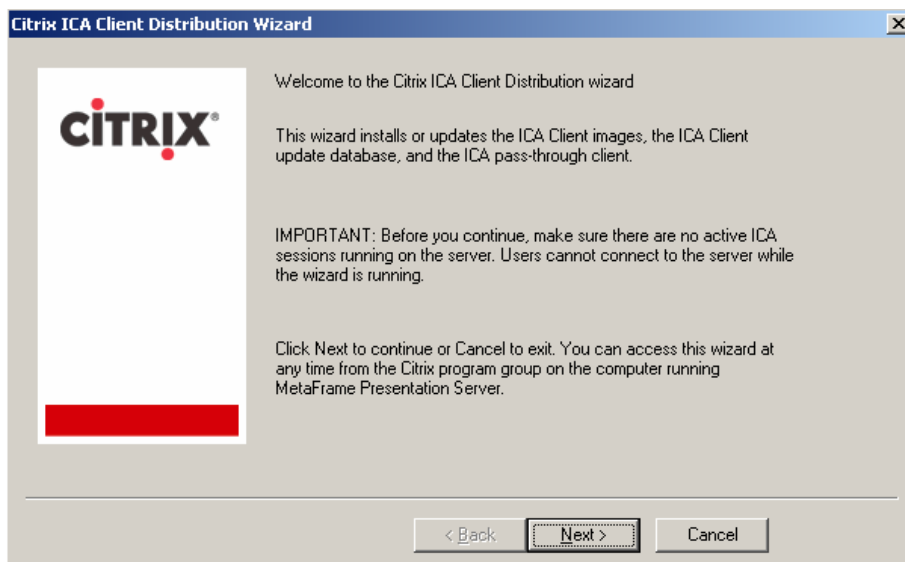 Citrix ICA Client Distribution Wizard
CİTRIX®
Welcome to the Citrix ICA Client Distribution wizard
This wizard installs or updates the ICA Client images, the ICA Client
update database, and the ICA pass-through client.
IMPORTANT: Before you continue, make sure there are no active ICA
sessions running on the server. Users cannot connect to the server while
the wizard is running.
Click Next to continue or Cancel to exit. You can access this wizard at
any time from the Citrix program group on the computer running
MetaFrame Presentation Server.
< Back
Next >
Cancel